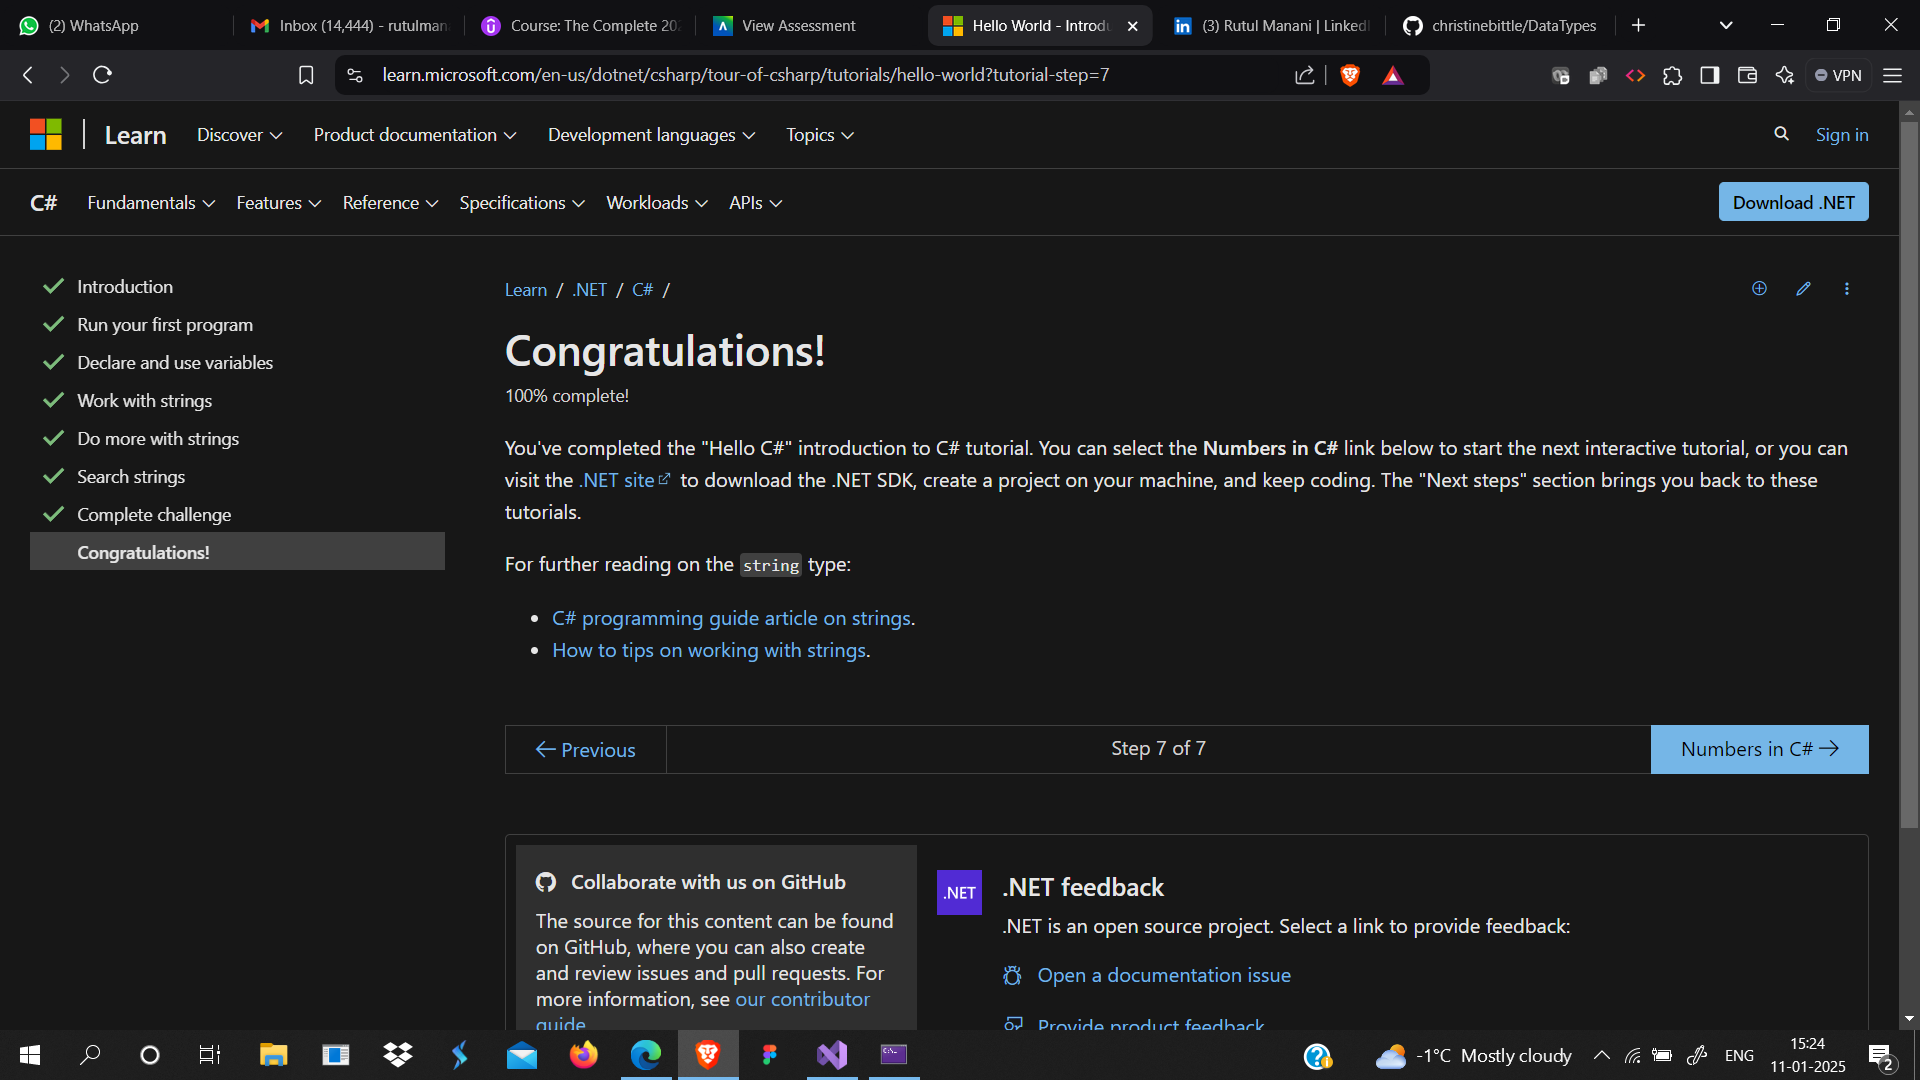 (2) WhatsApp
Inbox (14,444) - rutulman
Course: The Complete 202
View Assessment
Hello World - Introdu
(3) Rutul Manani | LinkedI
christinebittle/DataTypes
learn.microsoft.com/en-us/dotnet/csharp/tour-of-csharp/tutorials/hello-world?tutorial-step=7
VPN
Learn
Discover
Product documentation
Development languages
Topics
Sign in
C#
Fundamentals
Features
Reference
Specifications
Workloads
APIs
Download .NET
Introduction
Run your first program
Declare and use variables
Work with strings
Do more with strings
Search strings
Complete challenge
Congratulations!
Learn / .NET / C# /
Congratulations!
100% complete!
You've completed the "Hello C#" introduction to C# tutorial. You can select the Numbers in C# link below to start the next interactive tutorial, or you can
visit the .NET site to download the .NET SDK, create a project on your machine, and keep coding. The "Next steps" section brings you back to these
tutorials.
For further reading on the string type:
• C# programming guide article on strings.
• How to tips on working with strings.
Previous
Step 7 of 7
Numbers in C#
Collaborate with us on GitHub
The source for this content can be found
on GitHub, where you can also create
and review issues and pull requests. For
more information, see our contributor
guide.
.NET
.NET feedback
.NET is an open source project. Select a link to provide feedback:
Open a documentation issue
Provide product feedback
-1°C Mostly cloudy
ENG
15:24
11-01-2025
2